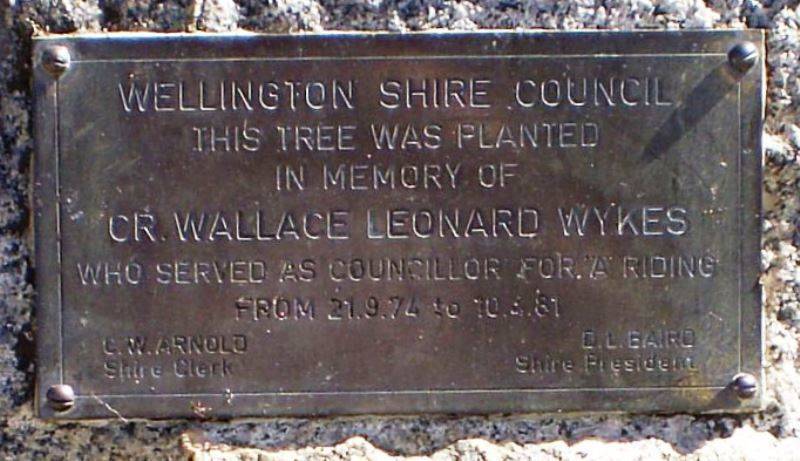 WELLINGTON SHIRE COUNCIL
THIS TREE WAS PLANTED
IN MEMORY OF
CR. WALLACE LEONARD WYKES
WHO SERVED AS COUNCILLOR FOR "A" RIDING
FROM 21.9.74 to 10.4.81
C. W. ARNOLD
Shire Clerk
D. L. BAIRD
Shire President